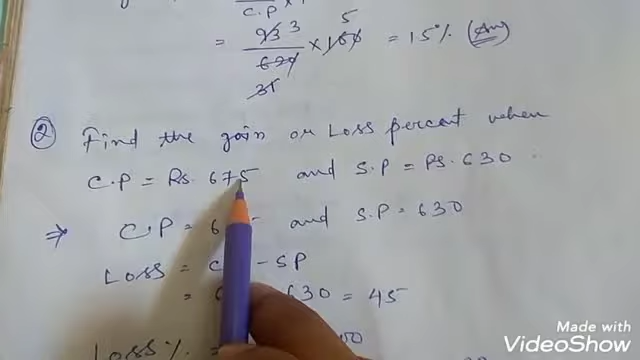 C.P
5
= 93 3 × 100 = 15% (Ans)
620
31
② Find the gain or Loss percent when
C.P = Rs. 675 and S.P = Rs. 630
⇒ C.P = 6 and S.P = 630
Loss = C - SP
= 630 = 45
Loss % =
Made with
VideoShow